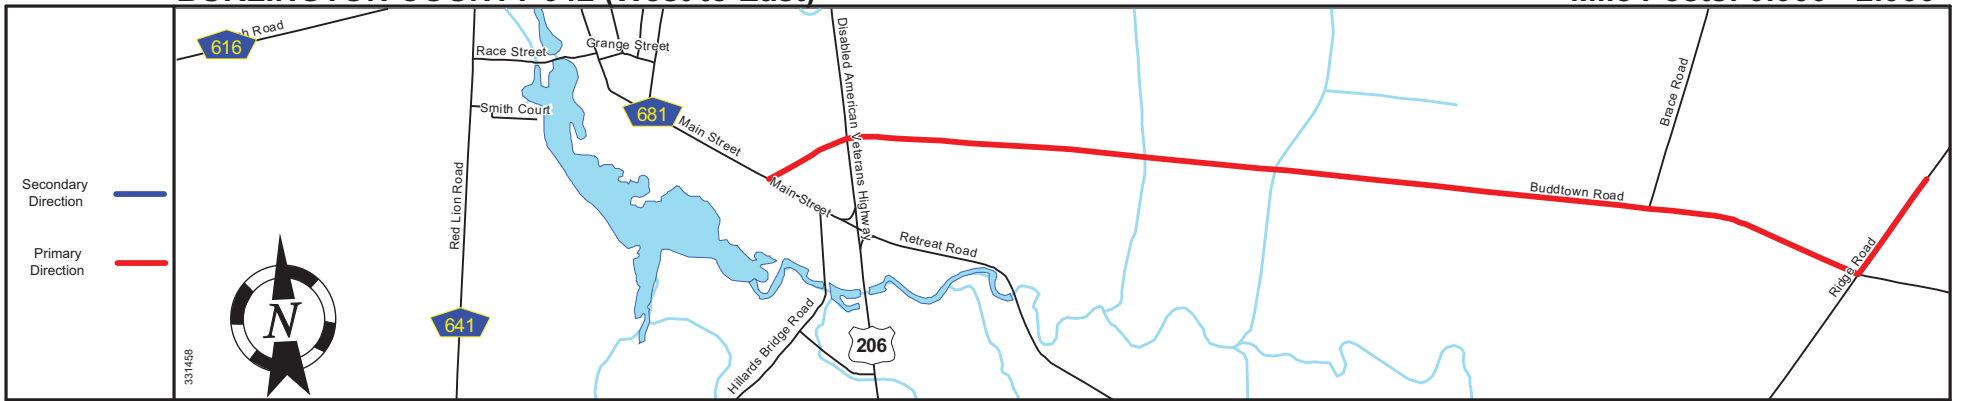 616
Race Street
Grange Street
Smith Court
681
Main Street
Disabled American Veterans Highway
Brace Road
Secondary
Direction
Primary
Direction
Red Lion Road
Main Street
Buddtown Road
Retreat Road
Ridge Road
N
641
206
Hillards Bridge Road
331458